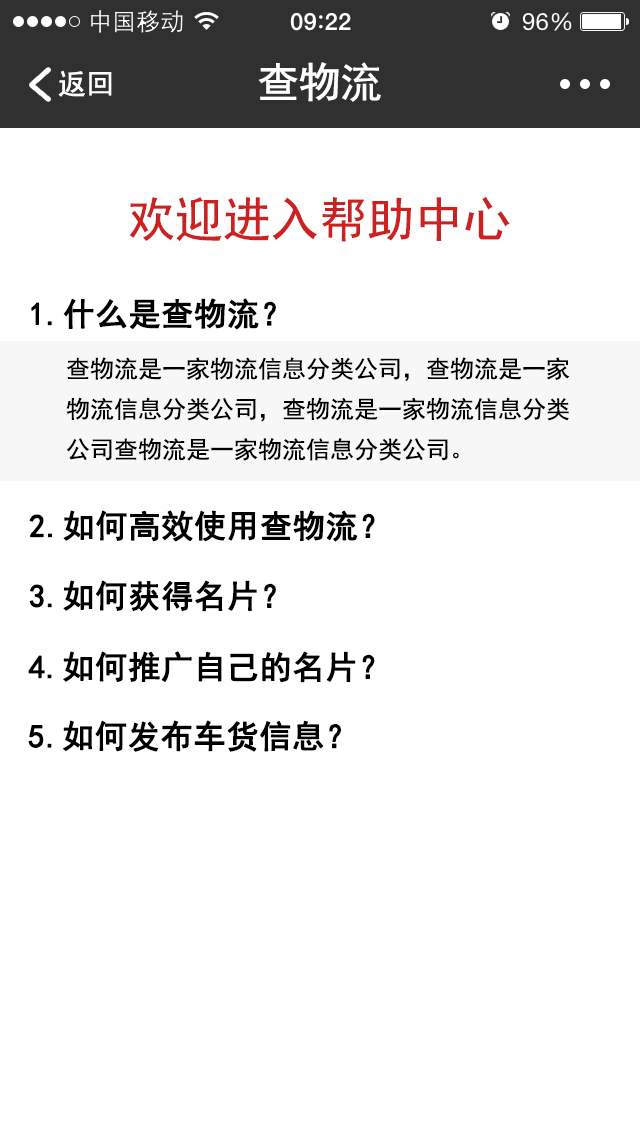 中国移动 09:22 96%
返回 查物流
欢迎进入帮助中心
1.什么是查物流？
查物流是一家物流信息分类公司，查物流是一家
物流信息分类公司，查物流是一家物流信息分类
公司查物流是一家物流信息分类公司。
2.如何高效使用查物流？
3.如何获得名片？
4.如何推广自己的名片？
5.如何发布车货信息？